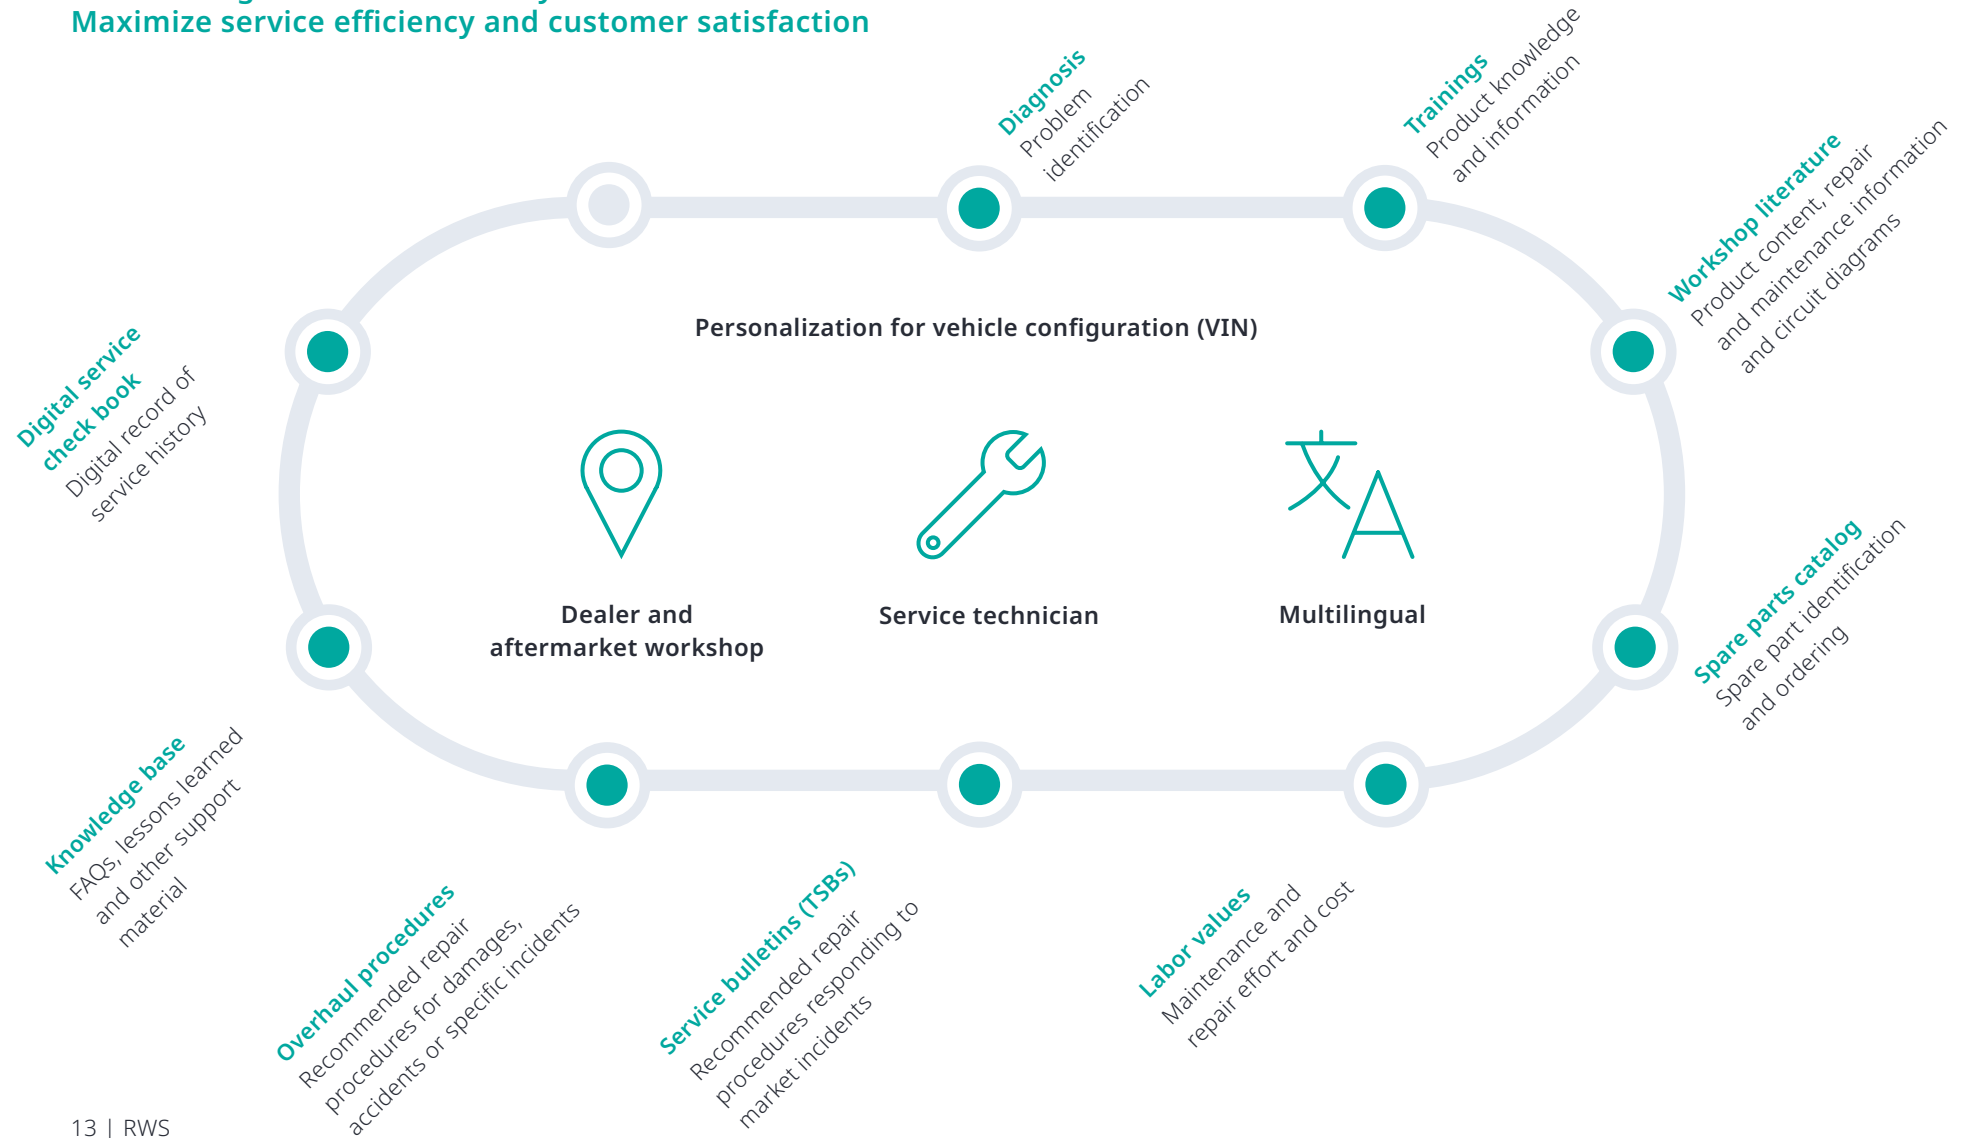 Maximize service efficiency and customer satisfaction
Diagnosis
Problem
identification
Trainings
Product knowledge
and information
Workshop literature
Product content, repair
and maintenance information
and circuit diagrams
Personalization for vehicle configuration (VIN)
Digital service
check book
Digital record of
service history
Dealer and
aftermarket workshop
Service technician
文A
Multilingual
Spare parts catalog
Spare part identification
and ordering
Knowledge base
FAQs, lessons learned
and other support
material
Overhaul procedures
Recommended repair
procedures for damages,
accidents or specific incidents
Service bulletins (TSBs)
Recommended repair
procedures responding to
market incidents
Labor values
Maintenance and
repair effort and cost
13 | RWS